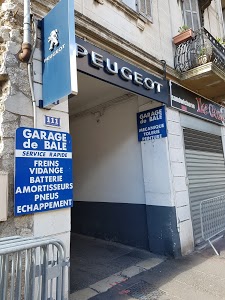 PEUGEOT
PEUGEOT
111
GARAGE
de BALE
SERVICE RAPIDE
FREINS
VIDANGE
BATTERIE
AMORTISSEURS
PNEUS
ECHAPPEMENT
GARAGE
de BALE
MECANIQUE
TOLERIE
PEINTURE